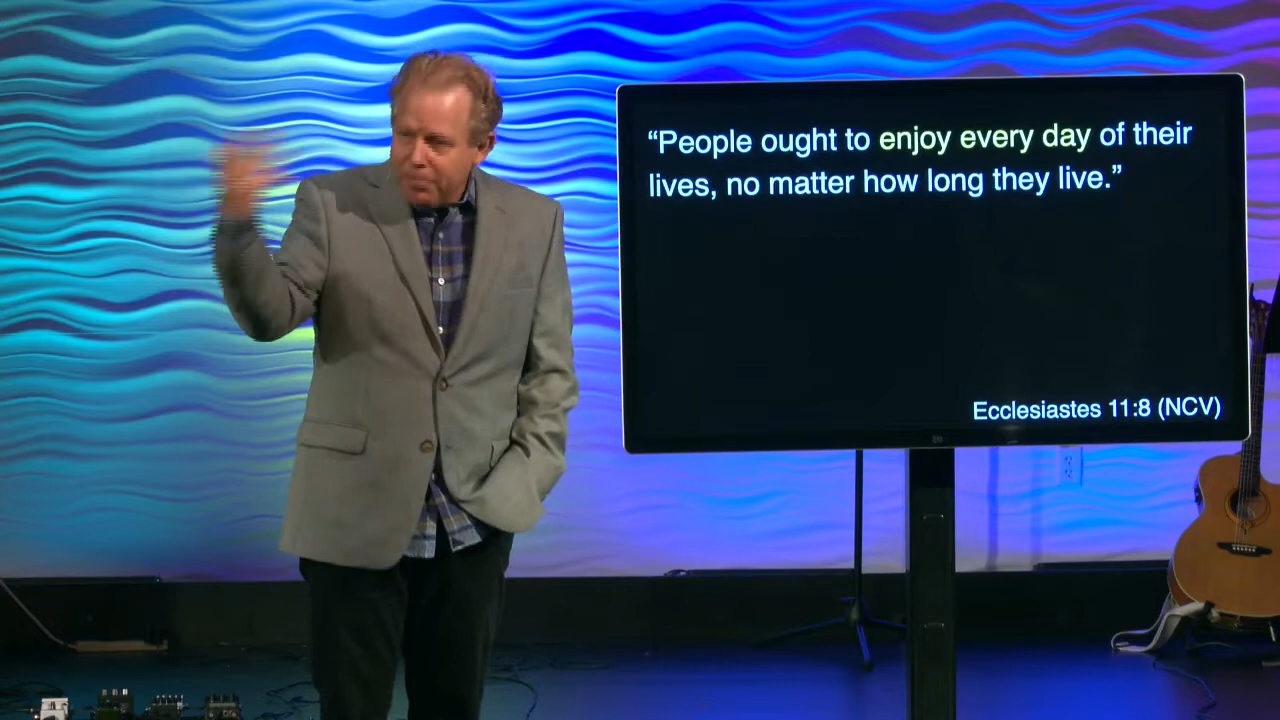 “People ought to enjoy every day of their
lives, no matter how long they live.”
Ecclesiastes 11:8 (NCV)